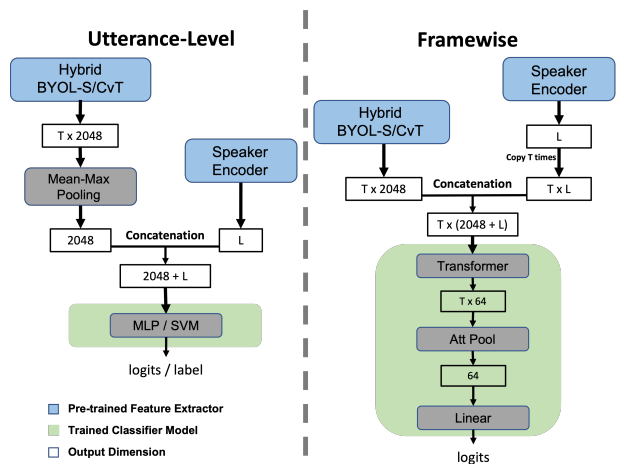 Utterance-Level
Hybrid
BYOL-S/CvT
T x 2048
Mean-Max
Pooling
2048
Speaker
Encoder
Concatenation
L
2048 + L
MLP / SVM
logits / label
Pre-trained Feature Extractor
Trained Classifier Model
Output Dimension
Framewise
Speaker
Encoder
Hybrid
BYOL-S/CvT
L
Copy T times
T x 2048
Concatenation
T x L
T x (2048 + L)
Transformer
T x 64
Att Pool
64
Linear
logits